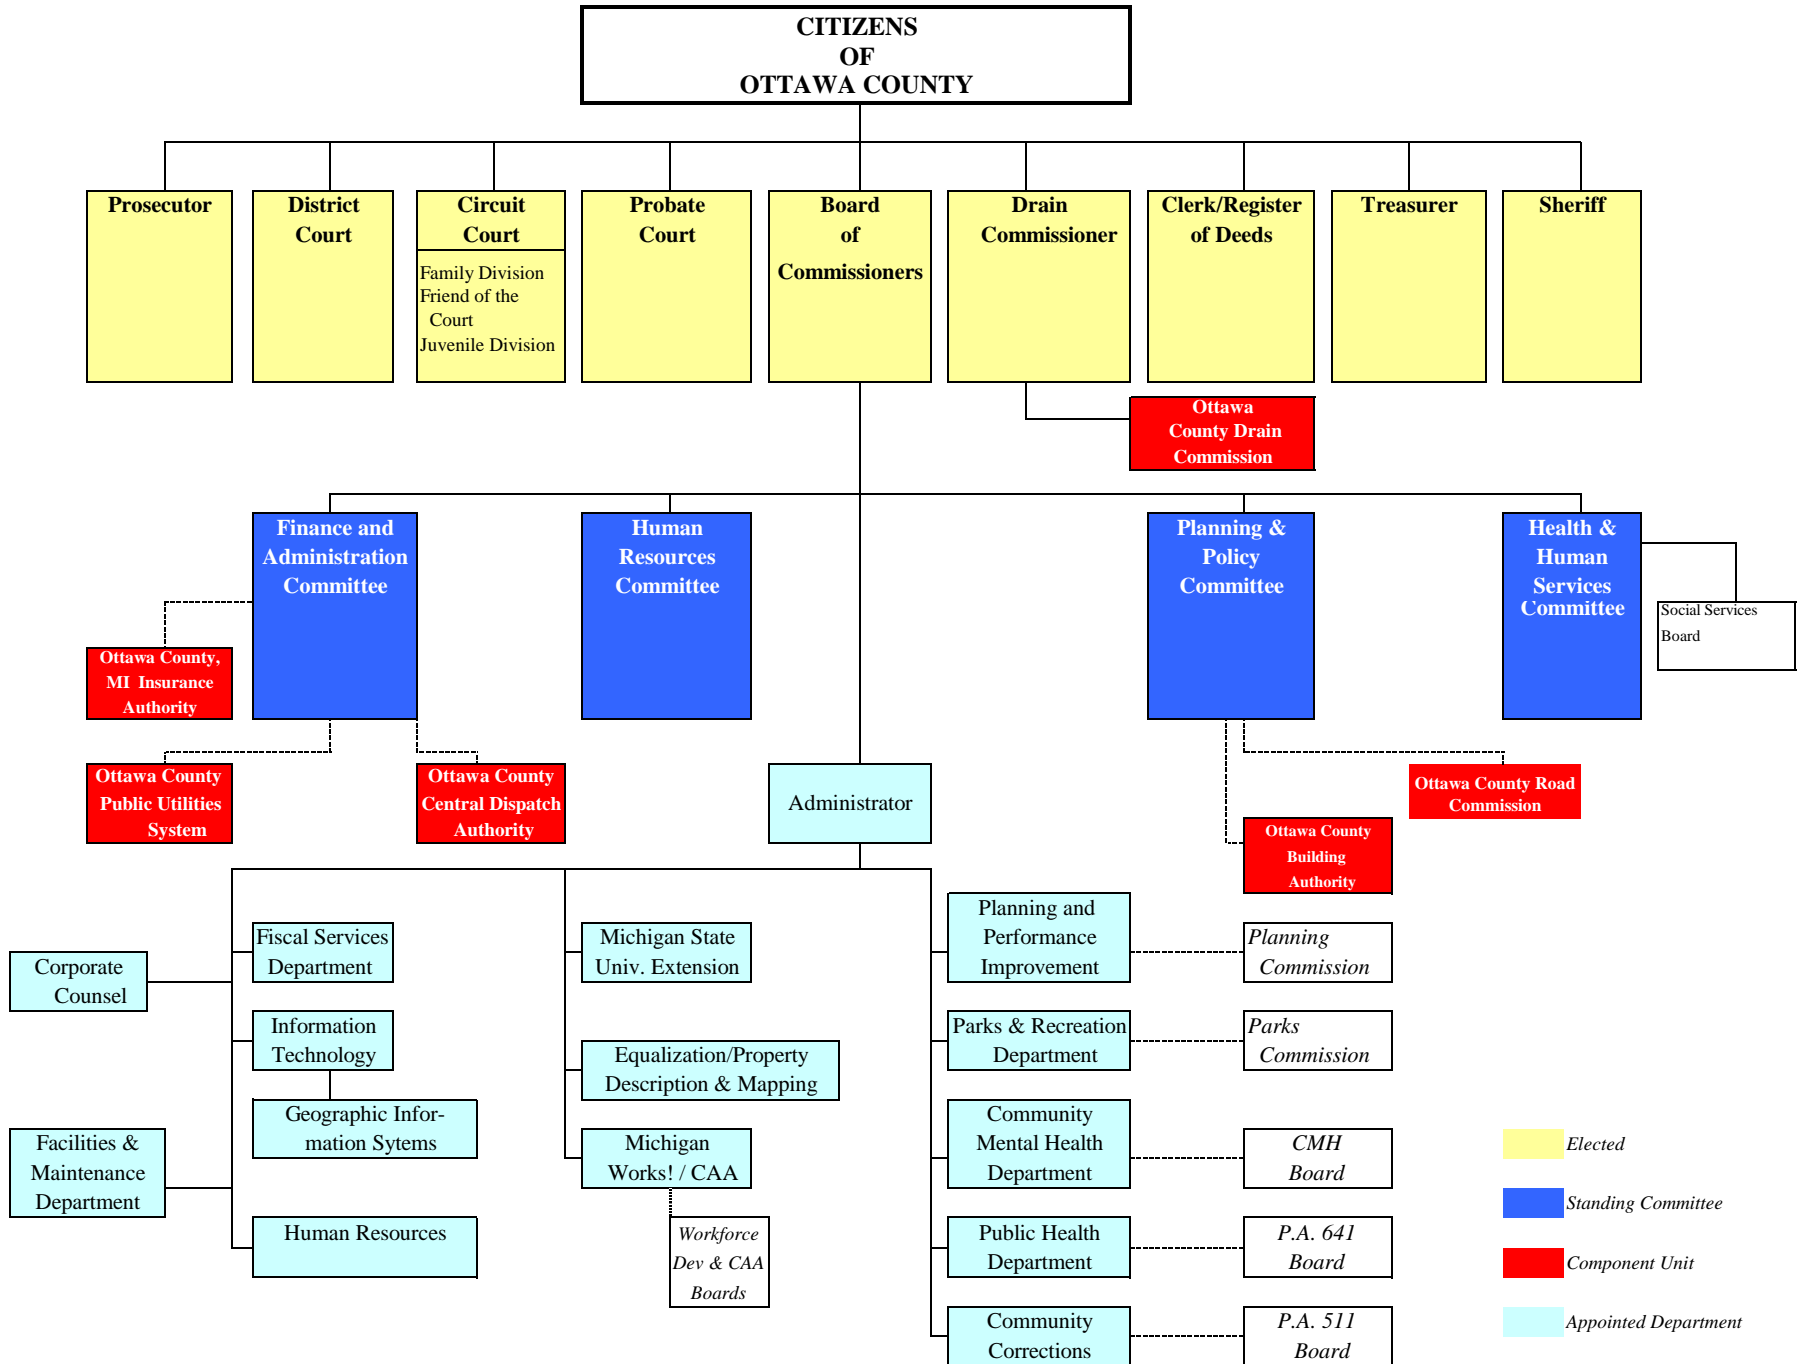 CITIZENS
OF
OTTAWA COUNTY
Prosecutor
District
Court
Circuit
Court
Family Division
Friend of the
Court
Juvenile Division
Probate
Court
Board
of
Commissioners
Drain
Commissioner
Clerk/Register
of Deeds
Treasurer
Sheriff
Ottawa
County Drain
Commission
Finance and
Administration
Committee
Human
Resources
Committee
Planning &
Policy
Committee
Health &
Human
Services
Committee
Social Services
Board
Ottawa County,
MI Insurance
Authority
Ottawa County
Public Utilities
System
Ottawa County
Central Dispatch
Authority
Administrator
Ottawa County Road
Commission
Ottawa County
Building
Authority
Corporate
Counsel
Fiscal Services
Department
Information
Technology
Geographic Infor-
mation Sytems
Facilities &
Maintenance
Department
Human Resources
Michigan State
Univ. Extension
Equalization/Property
Description & Mapping
Michigan
Works! / CAA
Workforce
Dev & CAA
Boards
Planning and
Performance
Improvement
Planning
Commission
Parks & Recreation
Department
Parks
Commission
Community
Mental Health
Department
CMH
Board
Public Health
Department
P.A. 641
Board
Community
Corrections
P.A. 511
Board
Elected
Standing Committee
Component Unit
Appointed Department